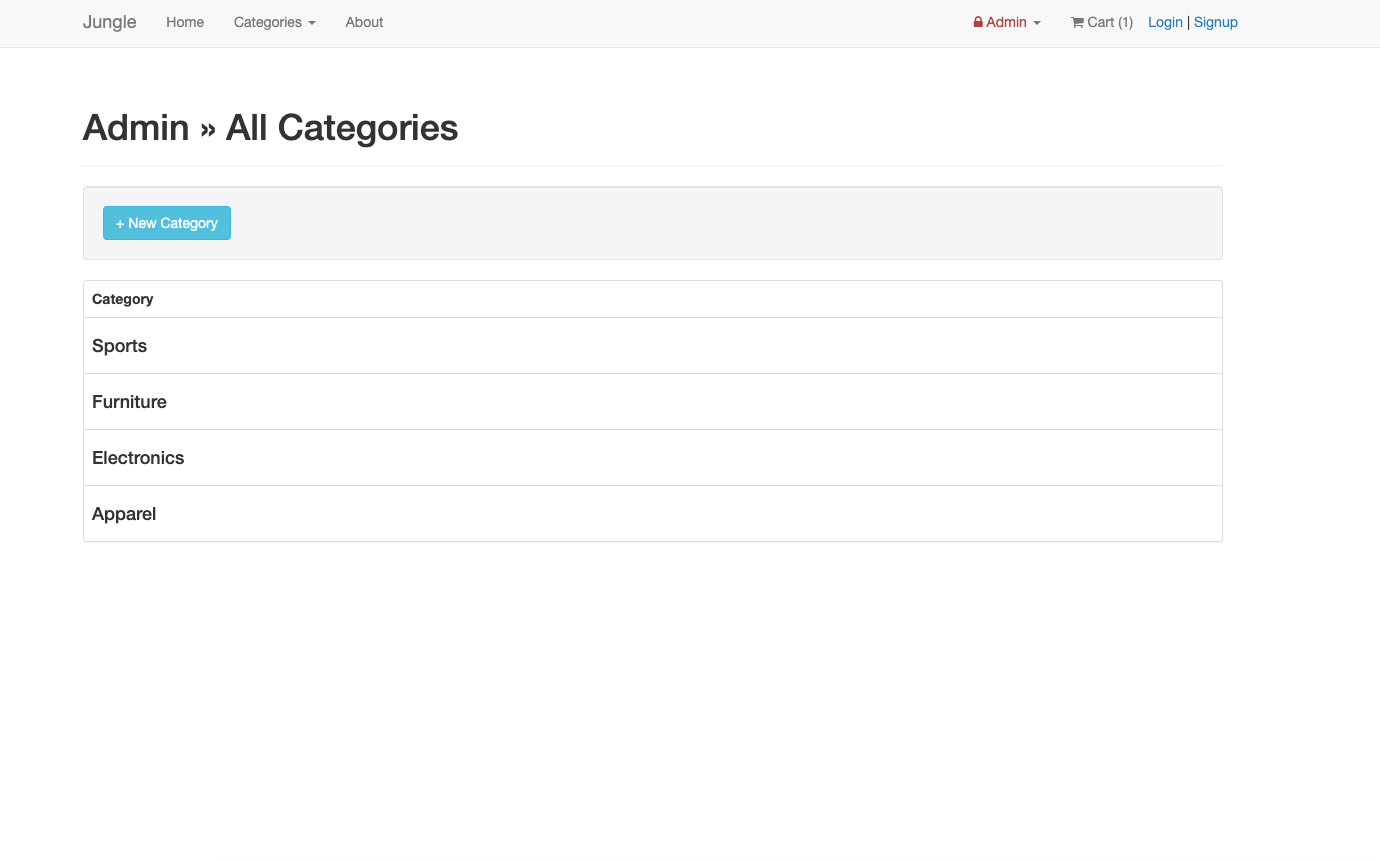 Jungle Home Categories About Admin Cart (1) Login | Signup
Admin » All Categories
+ New Category
Category
Sports
Furniture
Electronics
Apparel